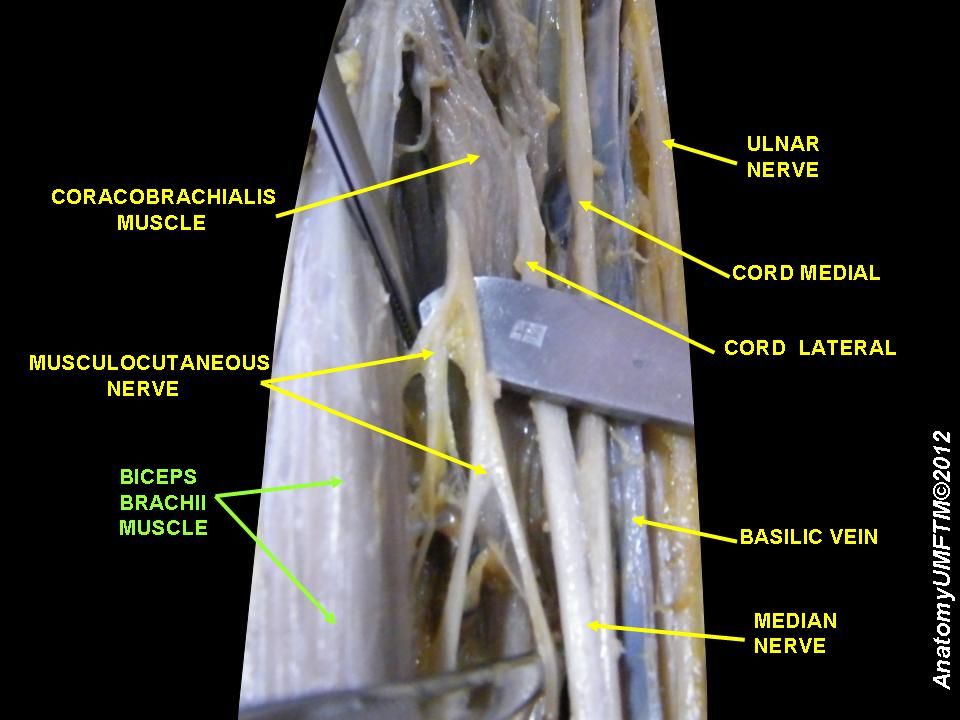 ULNAR
NERVE
CORACOBRACHIALIS
MUSCLE
CORD MEDIAL
CORD LATERAL
MUSCULOCUTANEOUS
NERVE
BICEPS
BRACHII
MUSCLE
BASILIC VEIN
MEDIAN
NERVE
AnatomyUMFTM©2012